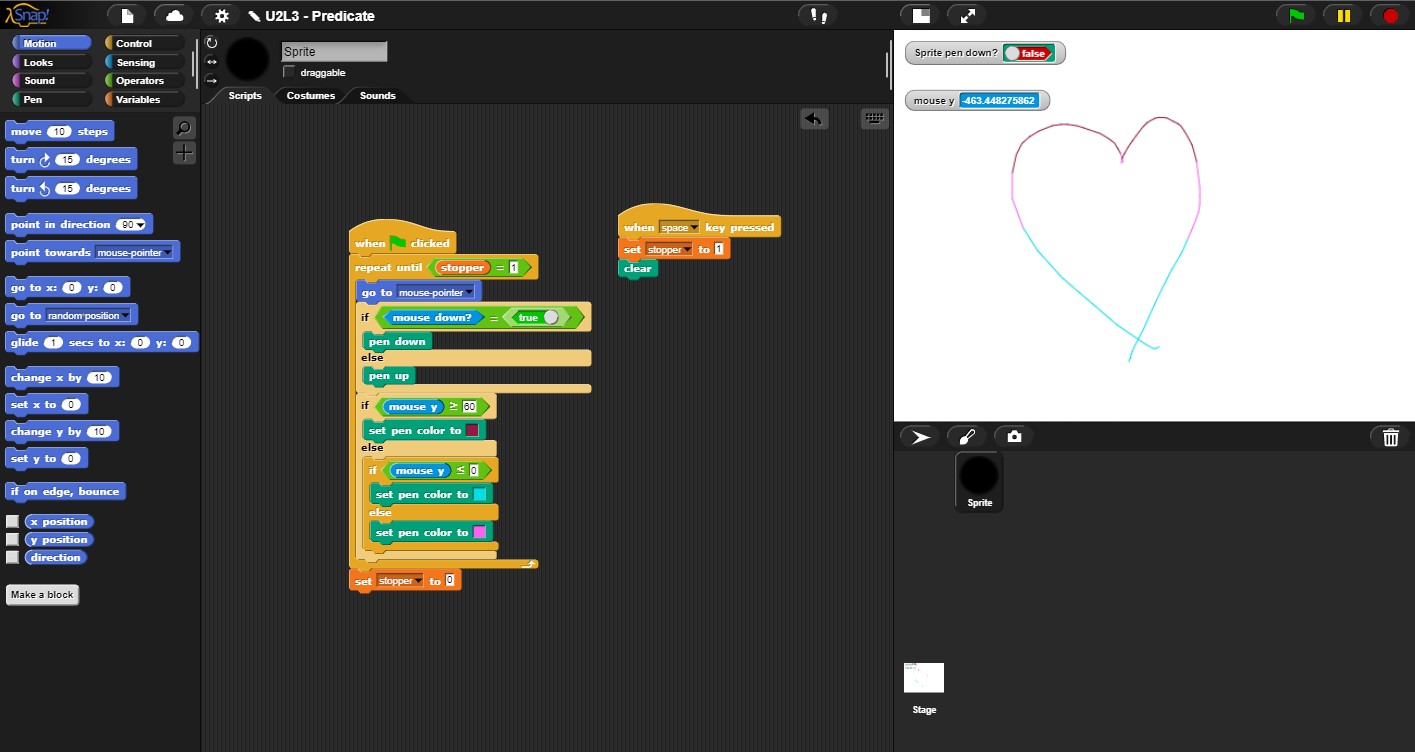 Snap!
U2L3 - Predicate
Motion
Control
Looks
Sensing
Sound
Operators
Pen
Variables
move 10 steps
turn 15 degrees
turn 15 degrees
point in direction 90
point towards mouse-pointer
go to x: 0 y: 0
go to random position
glide 1 secs to x: 0 y: 0
change x by 10
set x to 0
change y by 10
set y to 0
if on edge, bounce
x position
y position
direction
Make a block
Sprite
draggable
Scripts Costumes Sounds
when clicked
repeat until stopper = 1
go to mouse-pointer
if mouse down? = true
pen down
else
pen up
if mouse y ≥ 60
set pen color to
else
if mouse y ≤ 0
set pen color to
else
set pen color to
set stopper to 0
when space key pressed
set stopper to 1
clear
Sprite pen down? false
mouse y -463.448275862
Sprite
Stage